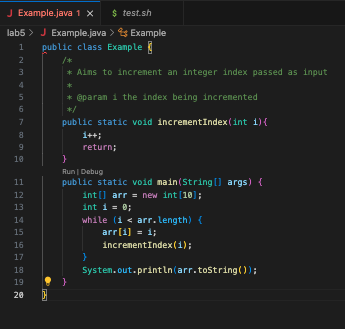 Example.java 1 × $ test.sh
lab5 > Example.java > Example
1 public class Example {
2 /*
3 * Aims to increment an integer index passed as input
4 *
5 * @param i the index being incremented
6 */
7 public static void incrementIndex(int i){
8 i++;
9 return;
10 }
Run | Debug
11 public static void main(String[] args) {
12 int[] arr = new int[10];
13 int i = 0;
14 while (i < arr.length) {
15 arr[i] = i;
16 incrementIndex(i);
17 }
18 System.out.println(arr.toString());
19 }
20 }